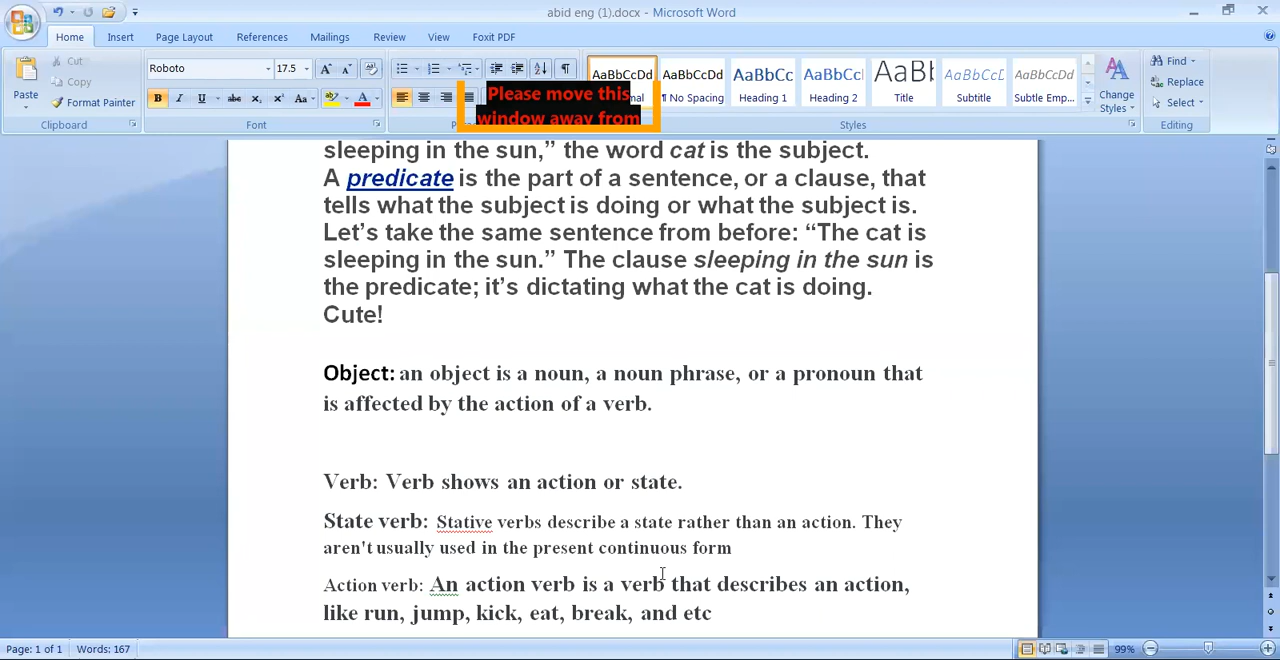 abid eng (1).docx - Microsoft Word
Home Insert Page Layout References Mailings Review View Foxit PDF
Paste
Cut
Copy
Format Painter
Clipboard
Roboto 17.5
Font
Please move this
window away from
AaBbCcDd AaBbCcDd AaBbCc AaBbCc AaBb AaBbCcD AaBbCcDd
¶ No Spacing Heading 1 Heading 2 Title Subtitle Subtle Emp...
Change
Styles
Styles
Find
Replace
Select
Editing
sleeping in the sun,” the word cat is the subject.
A predicate is the part of a sentence, or a clause, that
tells what the subject is doing or what the subject is.
Let’s take the same sentence from before: “The cat is
sleeping in the sun.” The clause sleeping in the sun is
the predicate; it’s dictating what the cat is doing.
Cute!
Object: an object is a noun, a noun phrase, or a pronoun that
is affected by the action of a verb.
Verb: Verb shows an action or state.
State verb: Stative verbs describe a state rather than an action. They
aren't usually used in the present continuous form
Action verb: An action verb is a verb that describes an action,
like run, jump, kick, eat, break, and etc
Page: 1 of 1 Words: 167 99%